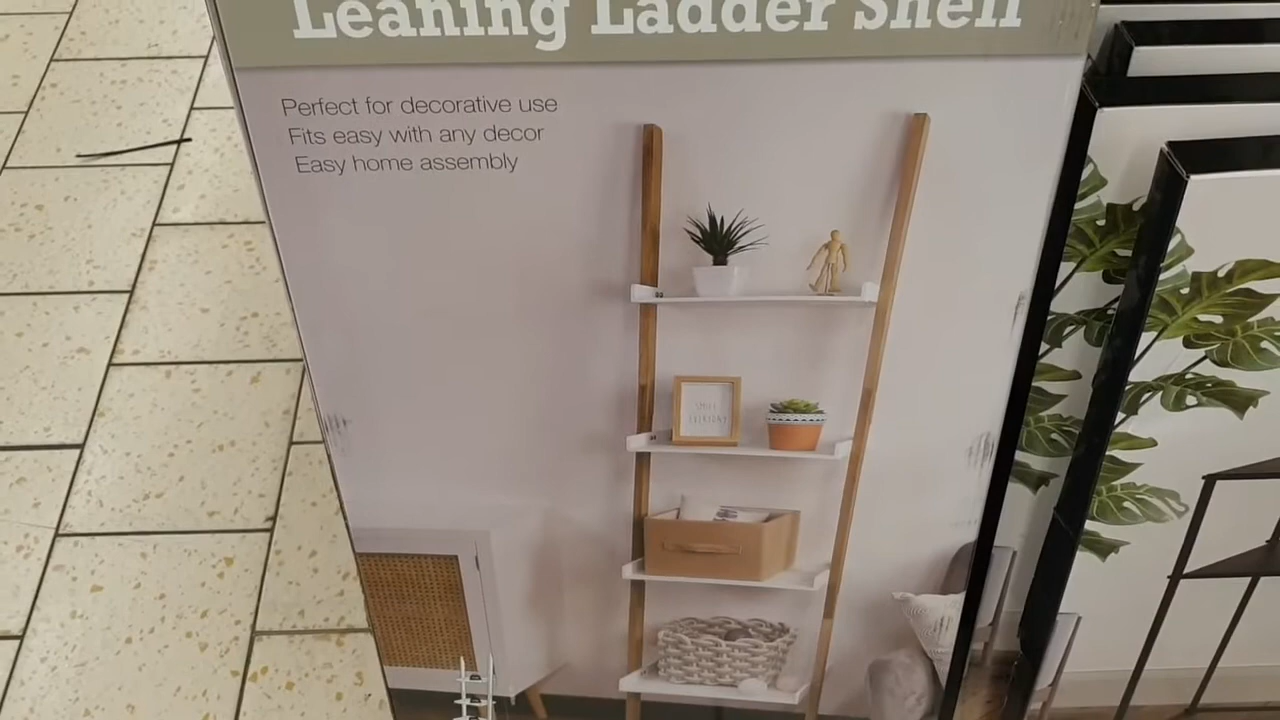 Leaning Ladder Shelf
Perfect for decorative use
Fits easy with any decor
Easy home assembly